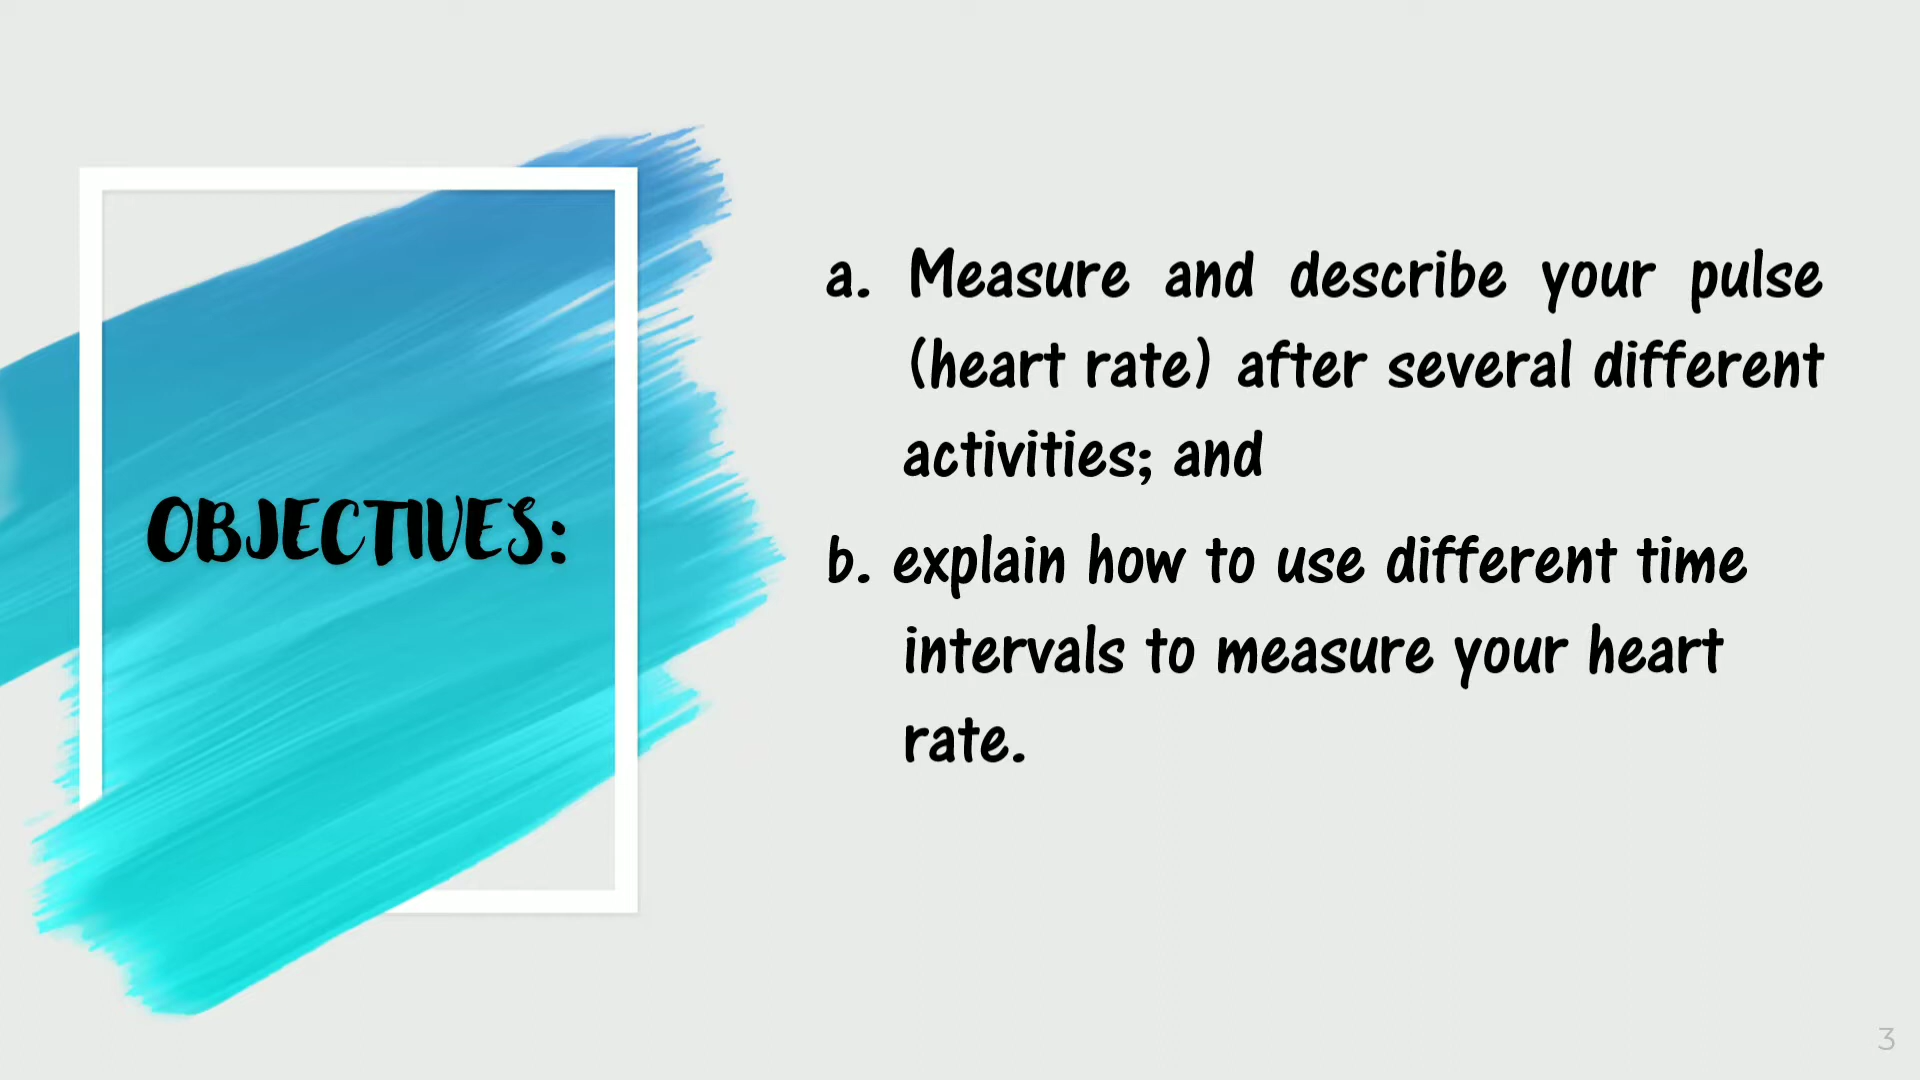 OBJECTIVES:
a. Measure and describe your pulse
(heart rate) after several different
activities; and
b. explain how to use different time
intervals to measure your heart
rate.
3